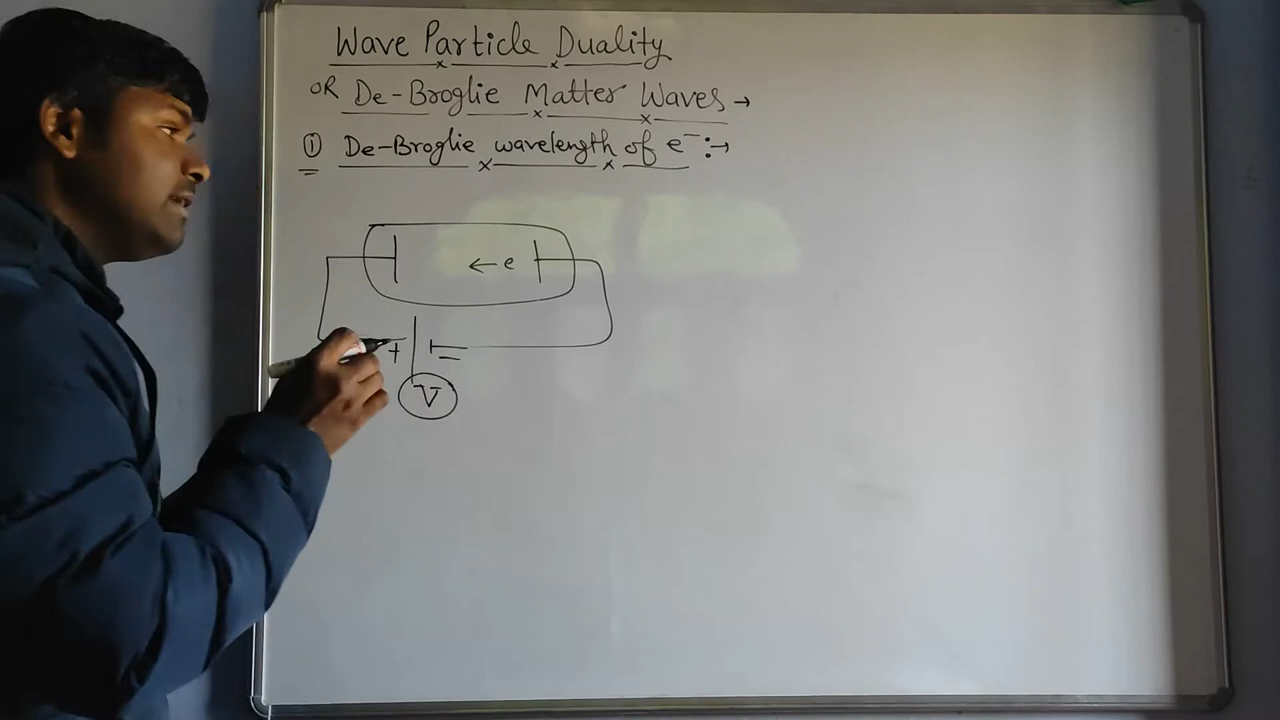 Wave Particle Duality
OR De-Broglie Matter Waves →
① De-Broglie wavelength of e⁻ :→
← e
+ −
V